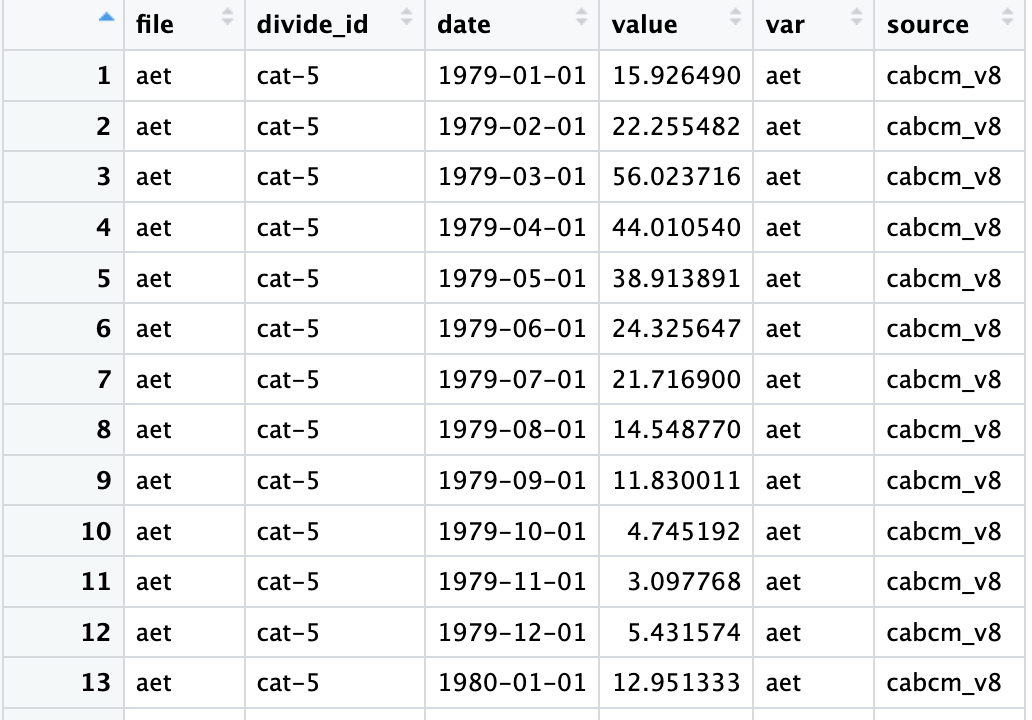 file divide_id date value var source
1 aet cat-5 1979-01-01 15.926490 aet cabcm_v8
2 aet cat-5 1979-02-01 22.255482 aet cabcm_v8
3 aet cat-5 1979-03-01 56.023716 aet cabcm_v8
4 aet cat-5 1979-04-01 44.010540 aet cabcm_v8
5 aet cat-5 1979-05-01 38.913891 aet cabcm_v8
6 aet cat-5 1979-06-01 24.325647 aet cabcm_v8
7 aet cat-5 1979-07-01 21.716900 aet cabcm_v8
8 aet cat-5 1979-08-01 14.548770 aet cabcm_v8
9 aet cat-5 1979-09-01 11.830011 aet cabcm_v8
10 aet cat-5 1979-10-01 4.745192 aet cabcm_v8
11 aet cat-5 1979-11-01 3.097768 aet cabcm_v8
12 aet cat-5 1979-12-01 5.431574 aet cabcm_v8
13 aet cat-5 1980-01-01 12.951333 aet cabcm_v8